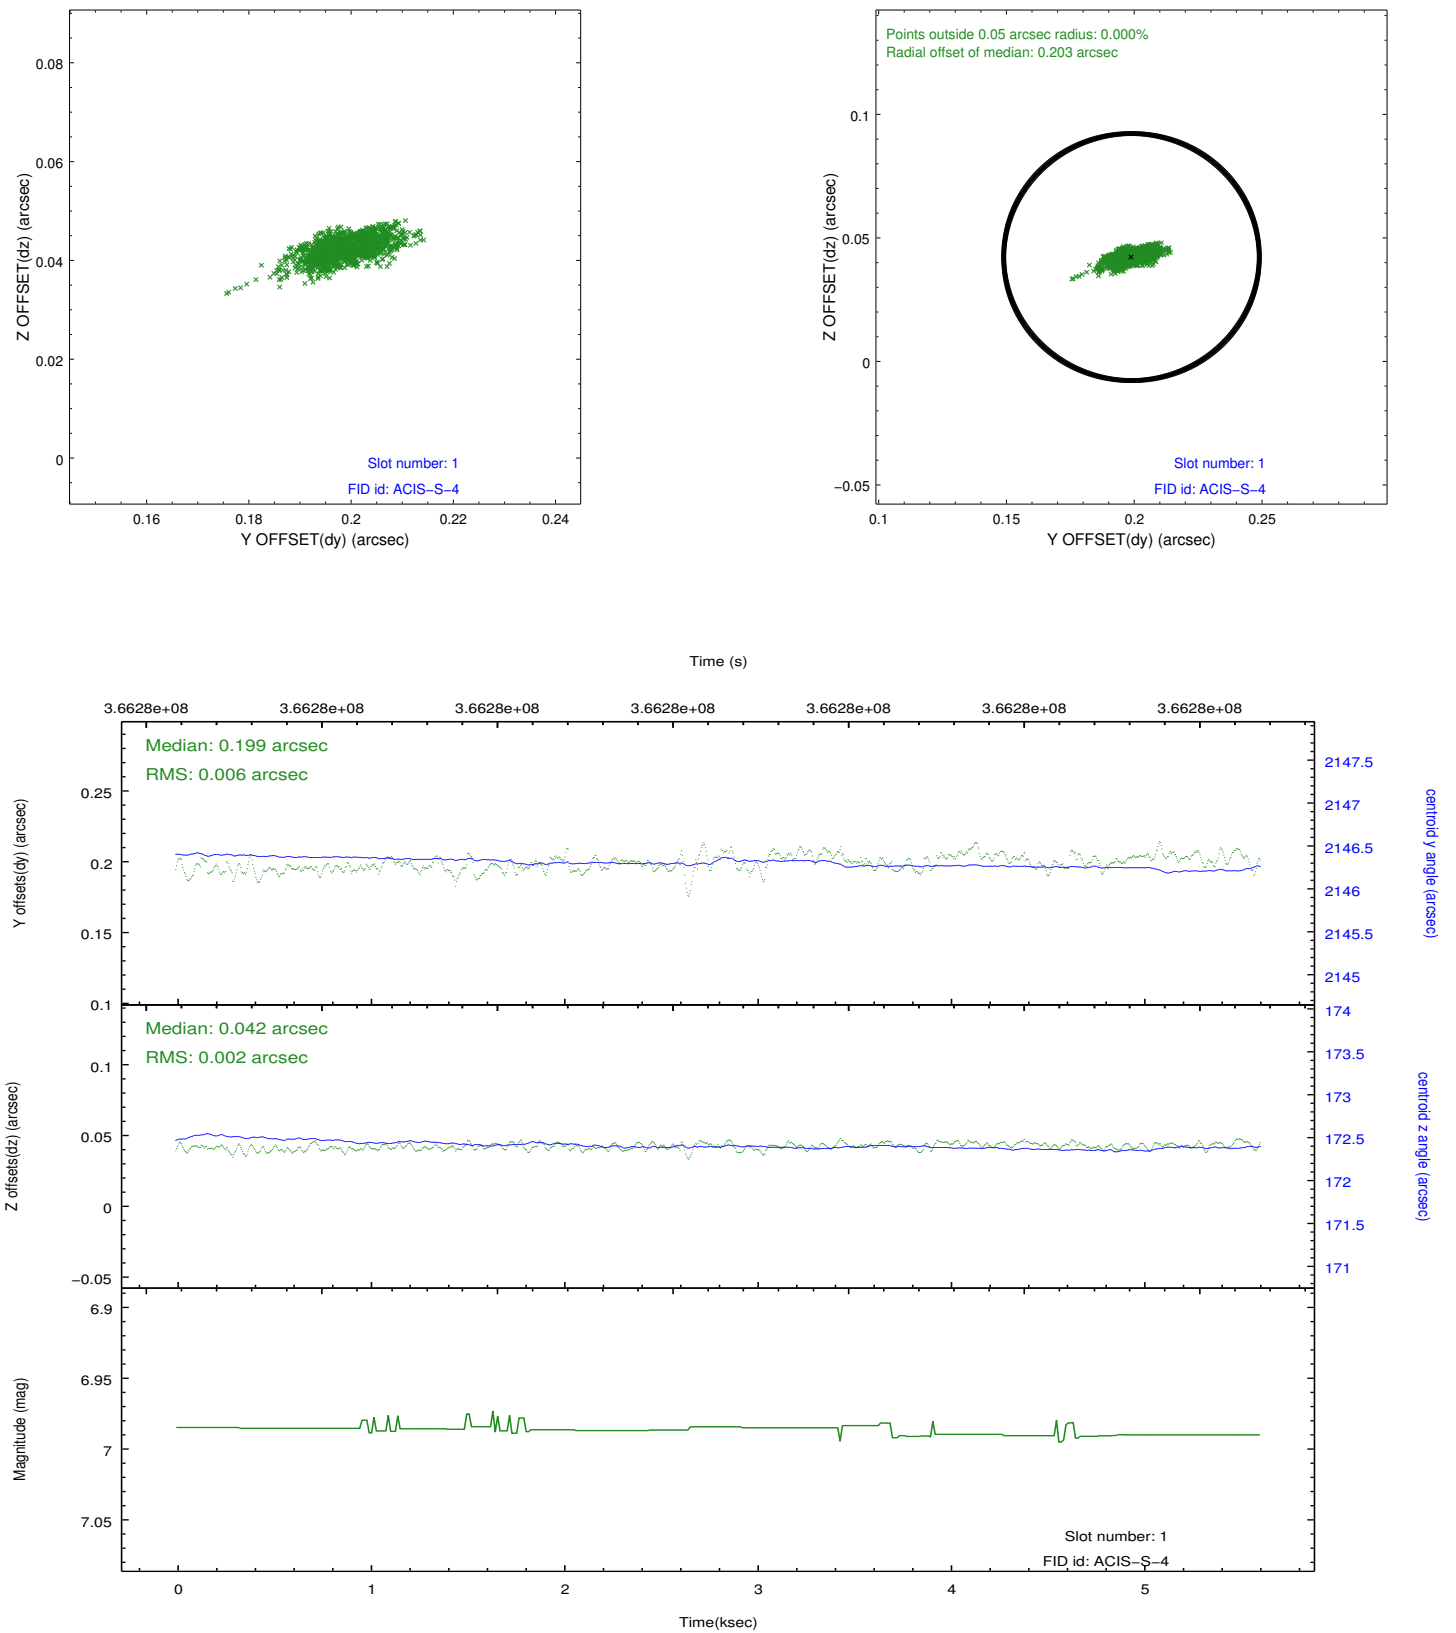 0.08
0.06
0.04
0.02
0
Z OFFSET(dz) (arcsec)
Slot number: 1
FID id: ACIS−S−4
0.16 0.18 0.2 0.22 0.24
Y OFFSET(dy) (arcsec)
Points outside 0.05 arcsec radius: 0.000%
Radial offset of median: 0.203 arcsec
0.1
0.05
0
−0.05
Z OFFSET(dz) (arcsec)
Slot number: 1
FID id: ACIS−S−4
0.1 0.15 0.2 0.25
Y OFFSET(dy) (arcsec)
Time (s)
3.6628e+08 3.6628e+08 3.6628e+08 3.6628e+08 3.6628e+08 3.6628e+08 3.6628e+08
Median: 0.199 arcsec
RMS: 0.006 arcsec
0.25
0.2
0.15
0.1
Y offsets(dy) (arcsec)
2147.5
2147
2146.5
2146
2145.5
2145
centroid y angle (arcsec)
Median: 0.042 arcsec
RMS: 0.002 arcsec
0.1
0.05
0
−0.05
Z offsets(dz) (arcsec)
174
173.5
173
172.5
172
171.5
171
centroid z angle (arcsec)
6.9
6.95
7
7.05
Magnitude (mag)
Slot number: 1
FID id: ACIS−S−4
0 1 2 3 4 5
Time(ksec)